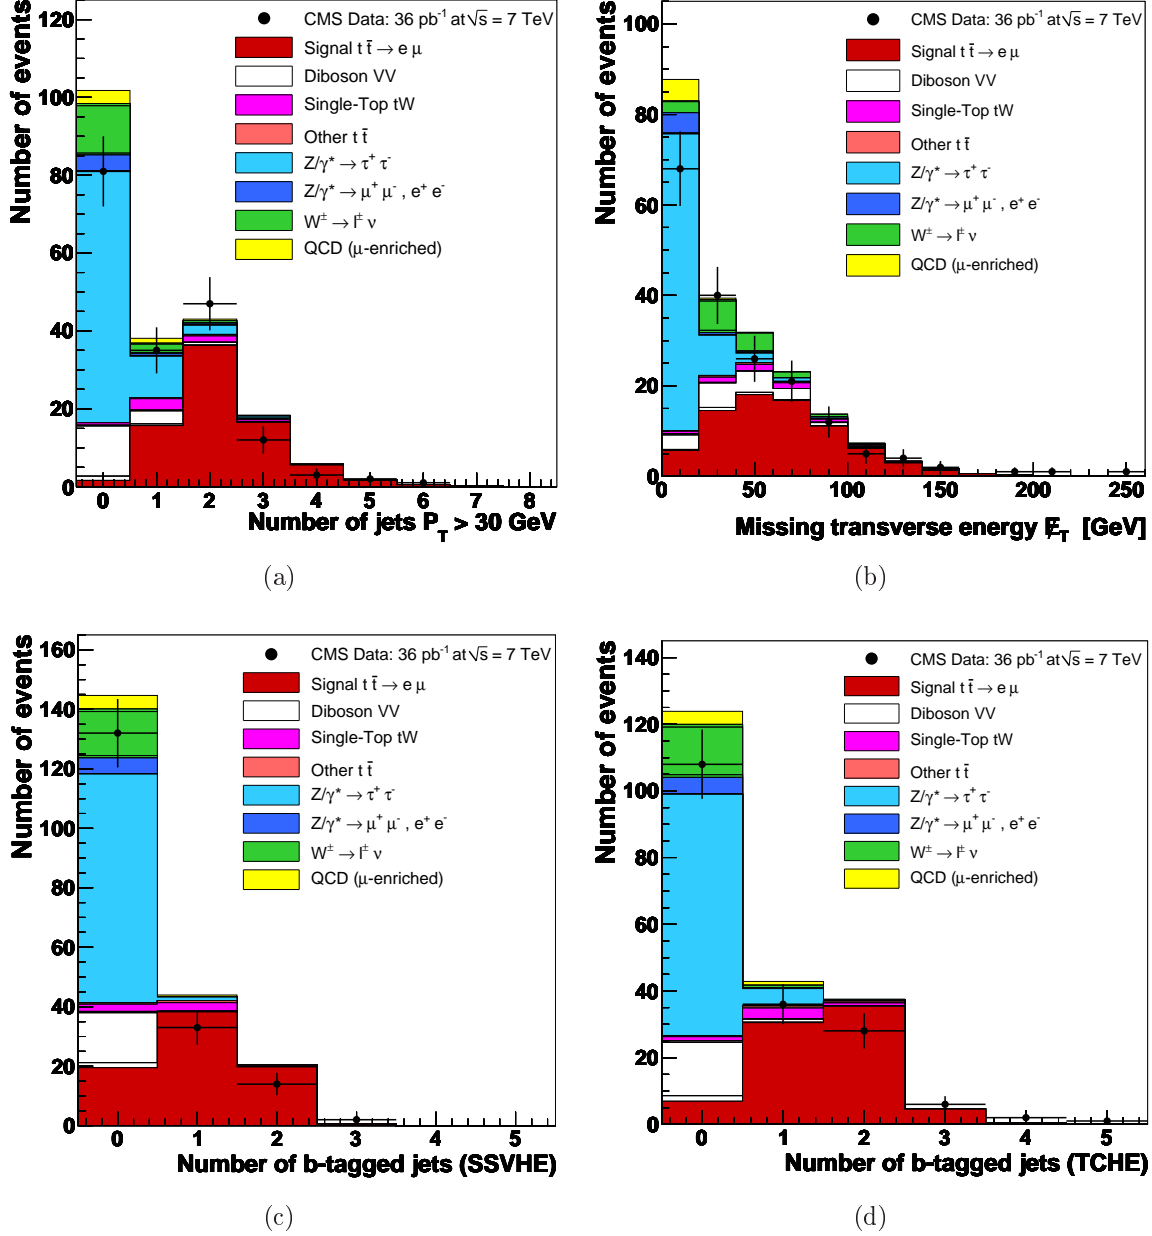 Number of events
120
100
80
60
40
20
0
CMS Data: 36 pb⁻¹ at √s = 7 TeV
Signal t t̄ → e μ
Diboson VV
Single-Top tW
Other t t̄
Z/γ* → τ⁺ τ⁻
Z/γ* → μ⁺ μ⁻ , e⁺ e⁻
W± → l± ν
QCD (μ-enriched)
0 1 2 3 4 5 6 7 8
Number of jets P_T > 30 GeV
(a)
Number of events
100
80
60
40
20
0
CMS Data: 36 pb⁻¹ at √s = 7 TeV
Signal t t̄ → e μ
Diboson VV
Single-Top tW
Other t t̄
Z/γ* → τ⁺ τ⁻
Z/γ* → μ⁺ μ⁻ , e⁺ e⁻
W± → l± ν
QCD (μ-enriched)
0 50 100 150 200 250
Missing transverse energy E̸_T [GeV]
(b)
Number of events
160
140
120
100
80
60
40
20
0
CMS Data: 36 pb⁻¹ at √s = 7 TeV
Signal t t̄ → e μ
Diboson VV
Single-Top tW
Other t t̄
Z/γ* → τ⁺ τ⁻
Z/γ* → μ⁺ μ⁻ , e⁺ e⁻
W± → l± ν
QCD (μ-enriched)
0 1 2 3 4 5
Number of b-tagged jets (SSVHE)
(c)
Number of events
140
120
100
80
60
40
20
0
CMS Data: 36 pb⁻¹ at √s = 7 TeV
Signal t t̄ → e μ
Diboson VV
Single-Top tW
Other t t̄
Z/γ* → τ⁺ τ⁻
Z/γ* → μ⁺ μ⁻ , e⁺ e⁻
W± → l± ν
QCD (μ-enriched)
0 1 2 3 4 5
Number of b-tagged jets (TCHE)
(d)